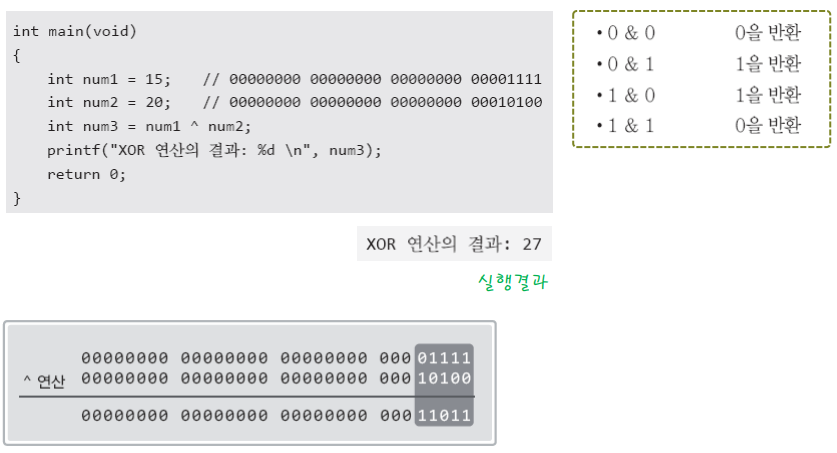 int main(void)
{
    int num1 = 15;    // 00000000 00000000 00000000 00001111
    int num2 = 20;    // 00000000 00000000 00000000 00010100
    int num3 = num1 ^ num2;
    printf("XOR 연산의 결과: %d \n", num3);
    return 0;
}
• 0 & 0 0을 반환
• 0 & 1 1을 반환
• 1 & 0 1을 반환
• 1 & 1 0을 반환
XOR 연산의 결과: 27
실행결과
00000000 00000000 00000000 00001111
^ 연산 00000000 00000000 00000000 00010100
00000000 00000000 00000000 00011011